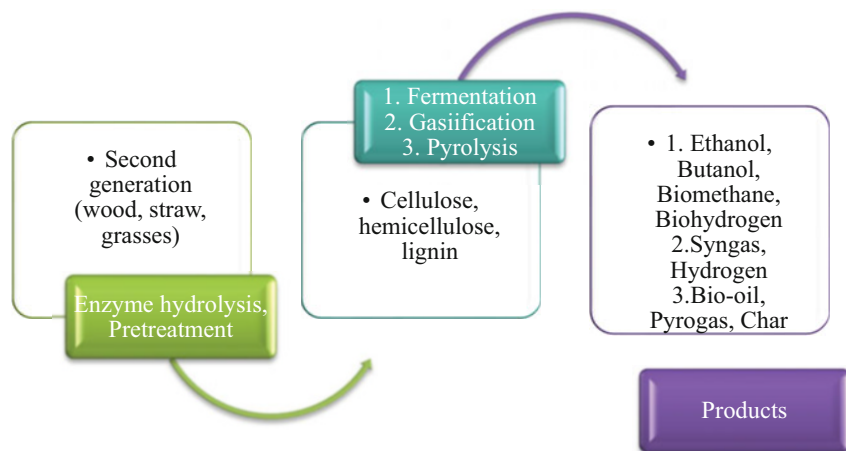 • Second
generation
(wood, straw,
grasses)
Enzyme hydrolysis,
Pretreatment
1. Fermentation
2. Gasiification
3. Pyrolysis
• Cellulose,
hemicellulose,
lignin
• 1. Ethanol,
Butanol,
Biomethane,
Biohydrogen
2.Syngas,
Hydrogen
3.Bio-oil,
Pyrogas, Char
Products